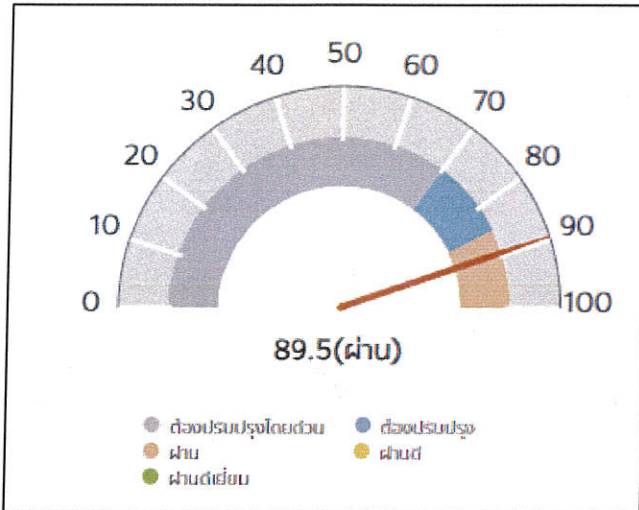 50
40 60
30 70
20 80
10 90
0 100
89.5(ผ่าน)
ต้องปรับปรุงโดยด่วน ต้องปรับปรุง
ผ่าน ผ่านดี
ผ่านดีเยี่ยม